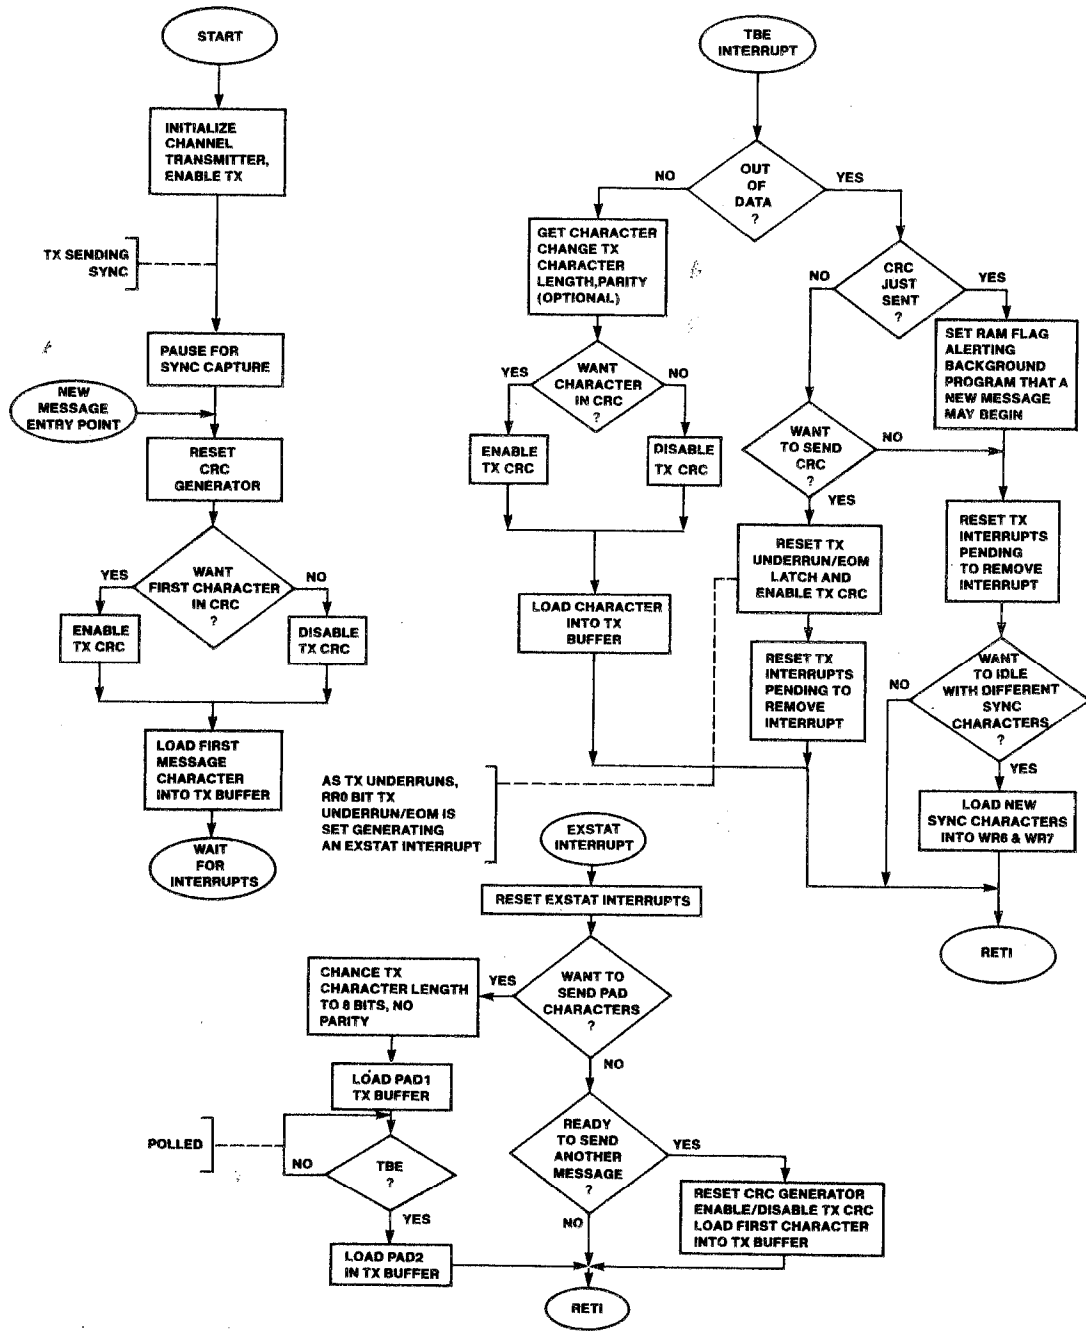 START
INITIALIZE
CHANNEL
TRANSMITTER,
ENABLE TX
TX SENDING
SYNC
PAUSE FOR
SYNC CAPTURE
NEW
MESSAGE
ENTRY POINT
RESET
CRC
GENERATOR
WANT
FIRST CHARACTER
IN CRC
?
YES
NO
ENABLE
TX CRC
DISABLE
TX CRC
LOAD FIRST
MESSAGE
CHARACTER
INTO TX BUFFER
WAIT
FOR
INTERRUPTS
TBE
INTERRUPT
OUT
OF
DATA
?
NO
YES
GET CHARACTER
CHANGE TX
CHARACTER
LENGTH,PARITY
(OPTIONAL)
WANT
CHARACTER
IN CRC
?
YES
NO
ENABLE
TX CRC
DISABLE
TX CRC
LOAD CHARACTER
INTO TX
BUFFER
CRC
JUST
SENT
?
NO
YES
SET RAM FLAG
ALERTING
BACKGROUND
PROGRAM THAT A
NEW MESSAGE
MAY BEGIN
WANT
TO SEND
CRC
?
NO
YES
RESET TX
UNDERRUN/EOM
LATCH AND
ENABLE TX CRC
RESET TX
INTERRUPTS
PENDING TO
REMOVE
INTERRUPT
RESET TX
INTERRUPTS
PENDING
TO REMOVE
INTERRUPT
WANT
TO IDLE
WITH DIFFERENT
SYNC
CHARACTERS
?
NO
YES
LOAD NEW
SYNC CHARACTERS
INTO WR6 & WR7
RETI
AS TX UNDERRUNS,
RR0 BIT TX
UNDERRUN/EOM IS
SET GENERATING
AN EXSTAT INTERRUPT
EXSTAT
INTERRUPT
RESET EXSTAT INTERRUPTS
WANT TO
SEND PAD
CHARACTERS
?
YES
NO
CHANCE TX
CHARACTER LENGTH
TO 8 BITS, NO
PARITY
LOAD PAD1
TX BUFFER
POLLED
TBE
?
NO
YES
LOAD PAD2
IN TX BUFFER
READY
TO SEND
ANOTHER
MESSAGE
?
YES
NO
RESET CRC GENERATOR
ENABLE/DISABLE TX CRC
LOAD FIRST CHARACTER
INTO TX BUFFER
RETI